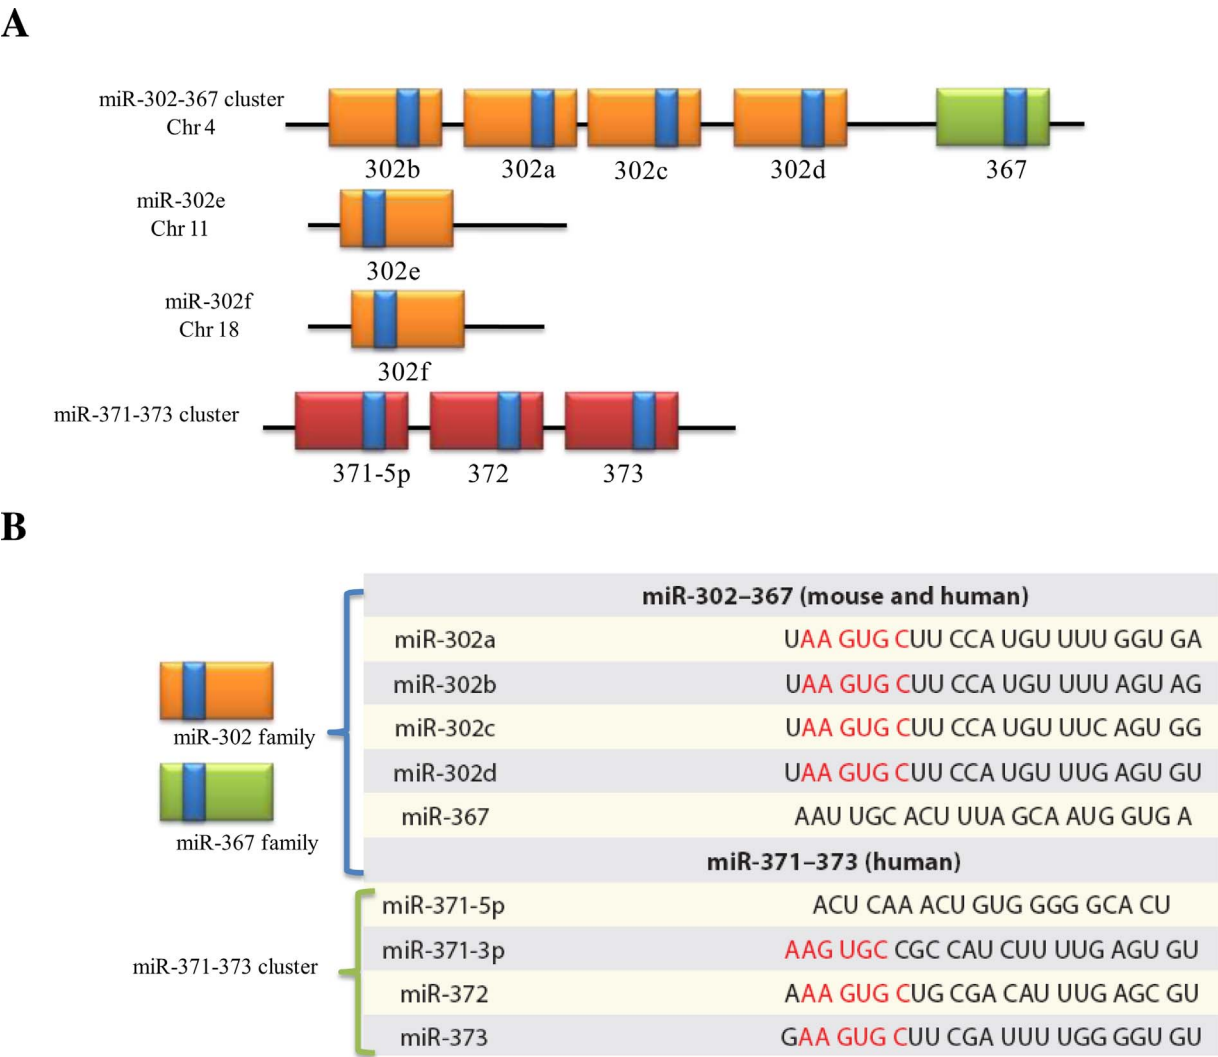 A
miR-302-367 cluster
Chr 4
302b 302a 302c 302d 367
miR-302e
Chr 11
302e
miR-302f
Chr 18
302f
miR-371-373 cluster
371-5p 372 373
B
miR-302–367 (mouse and human)
miR-302a UAA GUG CUU CCA UGU UUU GGU GA
miR-302b UAA GUG CUU CCA UGU UUU AGU AG
miR-302c UAA GUG CUU CCA UGU UUC AGU GG
miR-302d UAA GUG CUU CCA UGU UUG AGU GU
miR-367 AAU UGC ACU UUA GCA AUG GUG A
miR-302 family
miR-367 family
miR-371–373 (human)
miR-371-5p ACU CAA ACU GUG GGG GCA CU
miR-371-3p AAG UGC CGC CAU CUU UUG AGU GU
miR-372 AAA GUG CUG CGA CAU UUG AGC GU
miR-373 GAA GUG CUU CGA UUU UGG GGU GU
miR-371-373 cluster